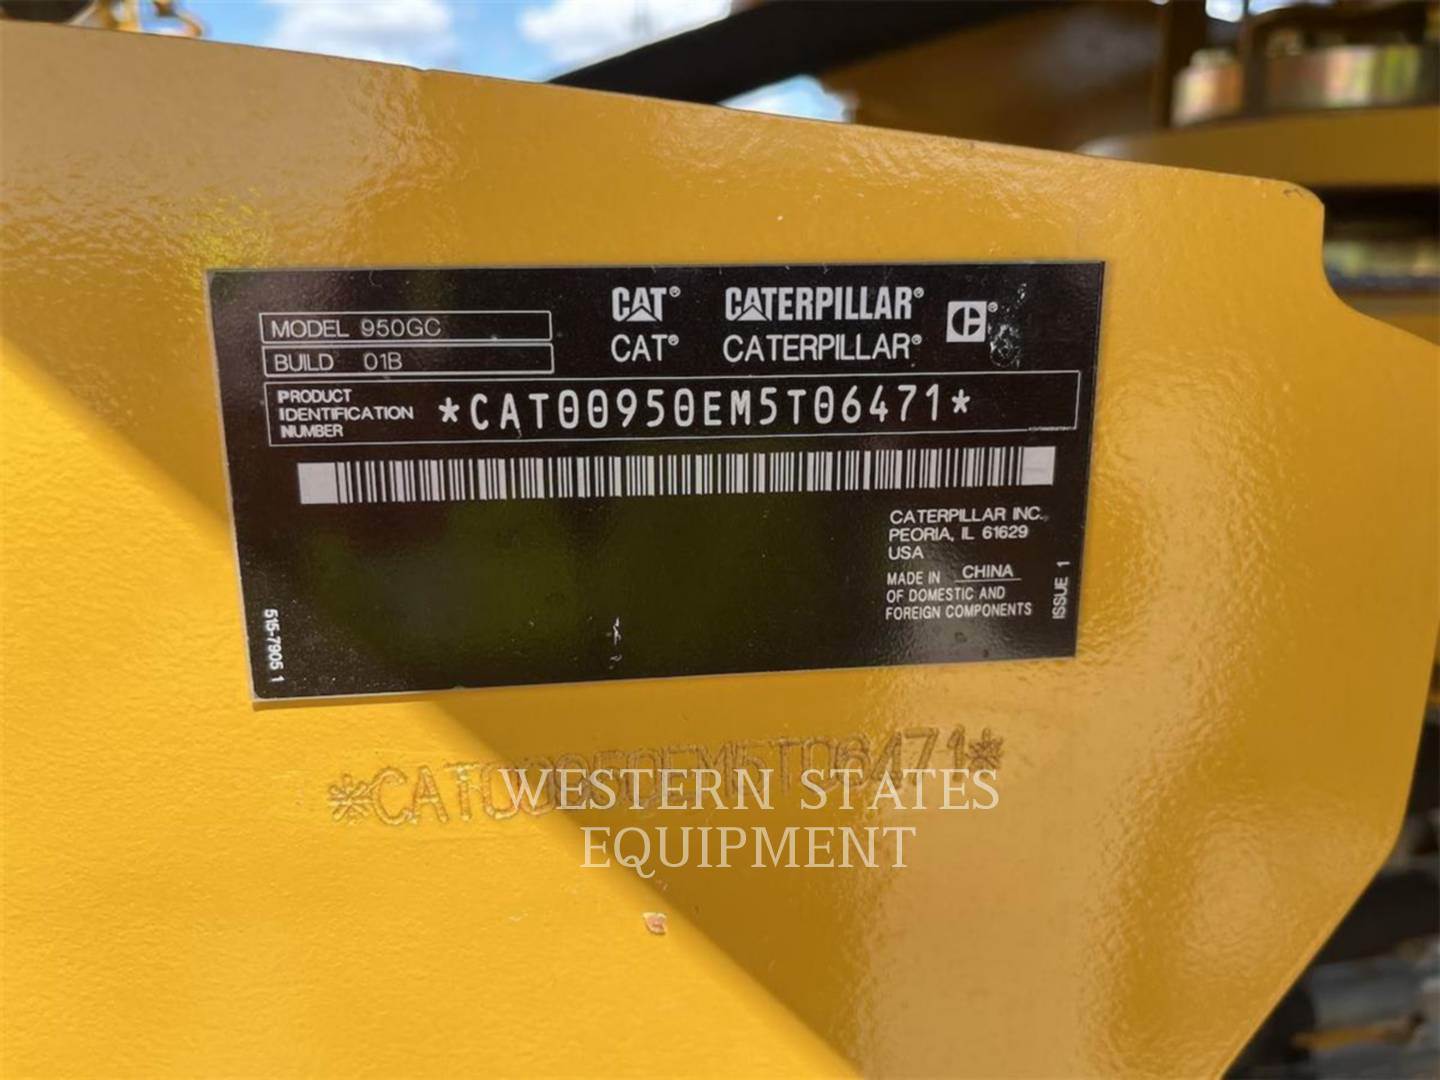 MODEL 950GC
BUILD 01B
CAT® CATERPILLAR® ®
CAT® CATERPILLAR®
PRODUCT
IDENTIFICATION
NUMBER
*CAT00950EM5T06471*
CATERPILLAR INC.
PEORIA, IL 61629
USA
MADE IN CHINA
OF DOMESTIC AND
FOREIGN COMPONENTS
ISSUE 1
515-7905 1
*CAT00950EM5T06471*
WESTERN STATES
EQUIPMENT